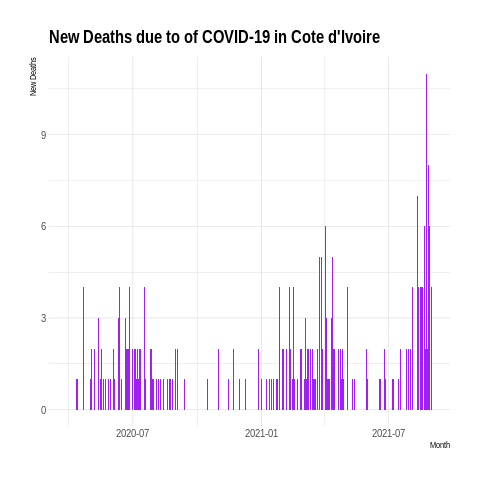 New Deaths due to of COVID-19 in Cote d'Ivoire
New Deaths
9
6
3
0
2020-07
2021-01
2021-07
Month